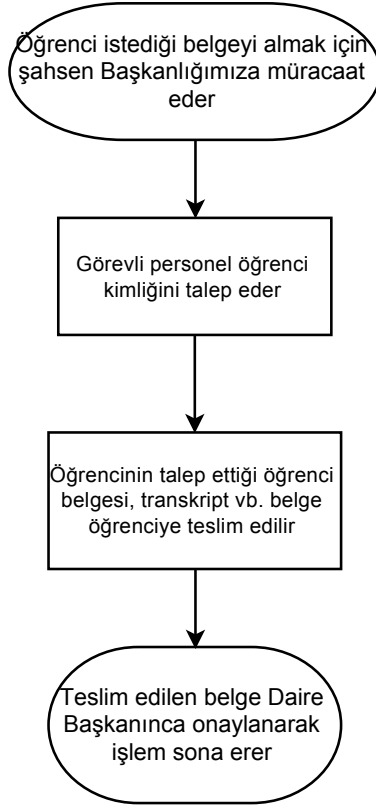 Öğrenci istediği belgeyi almak için
şahsen Başkanlığımıza müracaat
eder
Görevli personel öğrenci
kimliğini talep eder
Öğrencinin talep ettiği öğrenci
belgesi, transkript vb. belge
öğrenciye teslim edilir
Teslim edilen belge Daire
Başkanınca onaylanarak
işlem sona erer